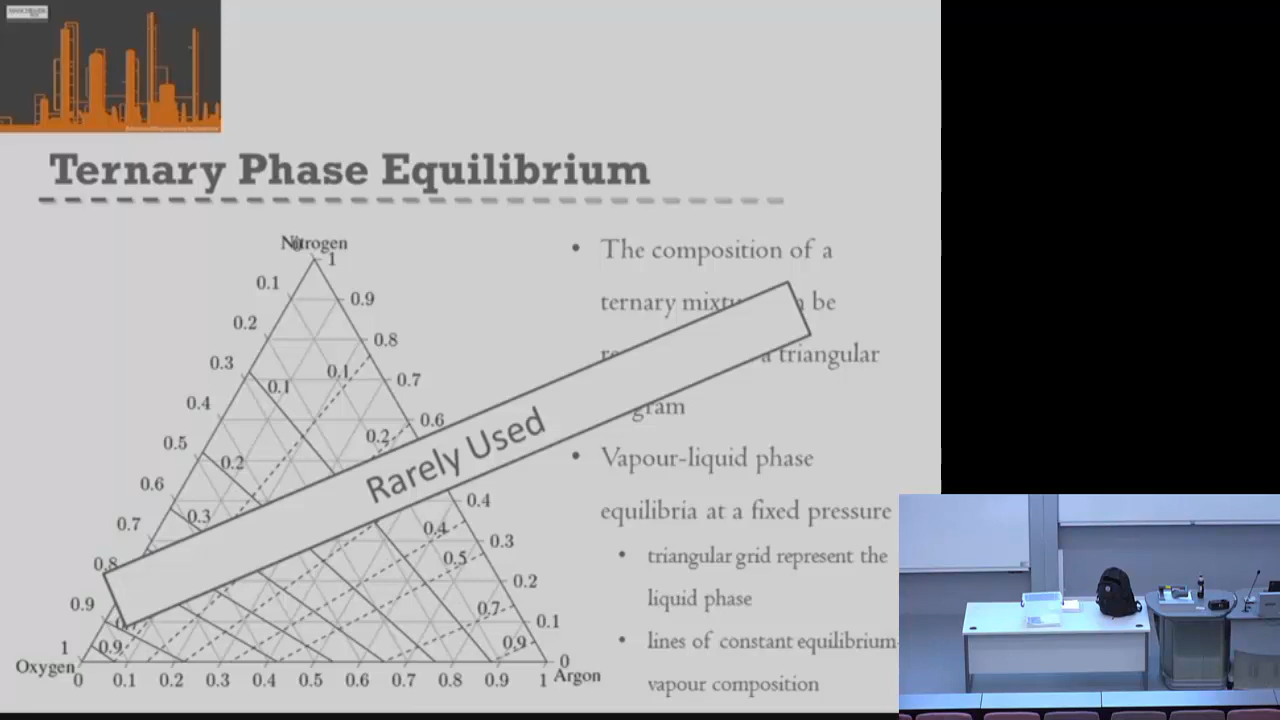 Ternary Phase Equilibrium
Nitrogen
1
0.1
0.9
0.2
0.8
0.3
0.1
0.1
0.7
0.4
0.2
0.6
0.5
0.2
0.6
0.3
0.4
0.7
0.4
0.3
0.8
0.5
0.2
0.9
0.7
0.1
1
0.9
0.9
0
Oxygen
Argon
0 0.1 0.2 0.3 0.4 0.5 0.6 0.7 0.8 0.9 1
Rarely Used
• The composition of a
ternary be
a triangular
• Vapour-liquid phase
equilibria at a fixed pressure
• triangular grid represent the
liquid phase
• lines of constant equilibrium
vapour composition